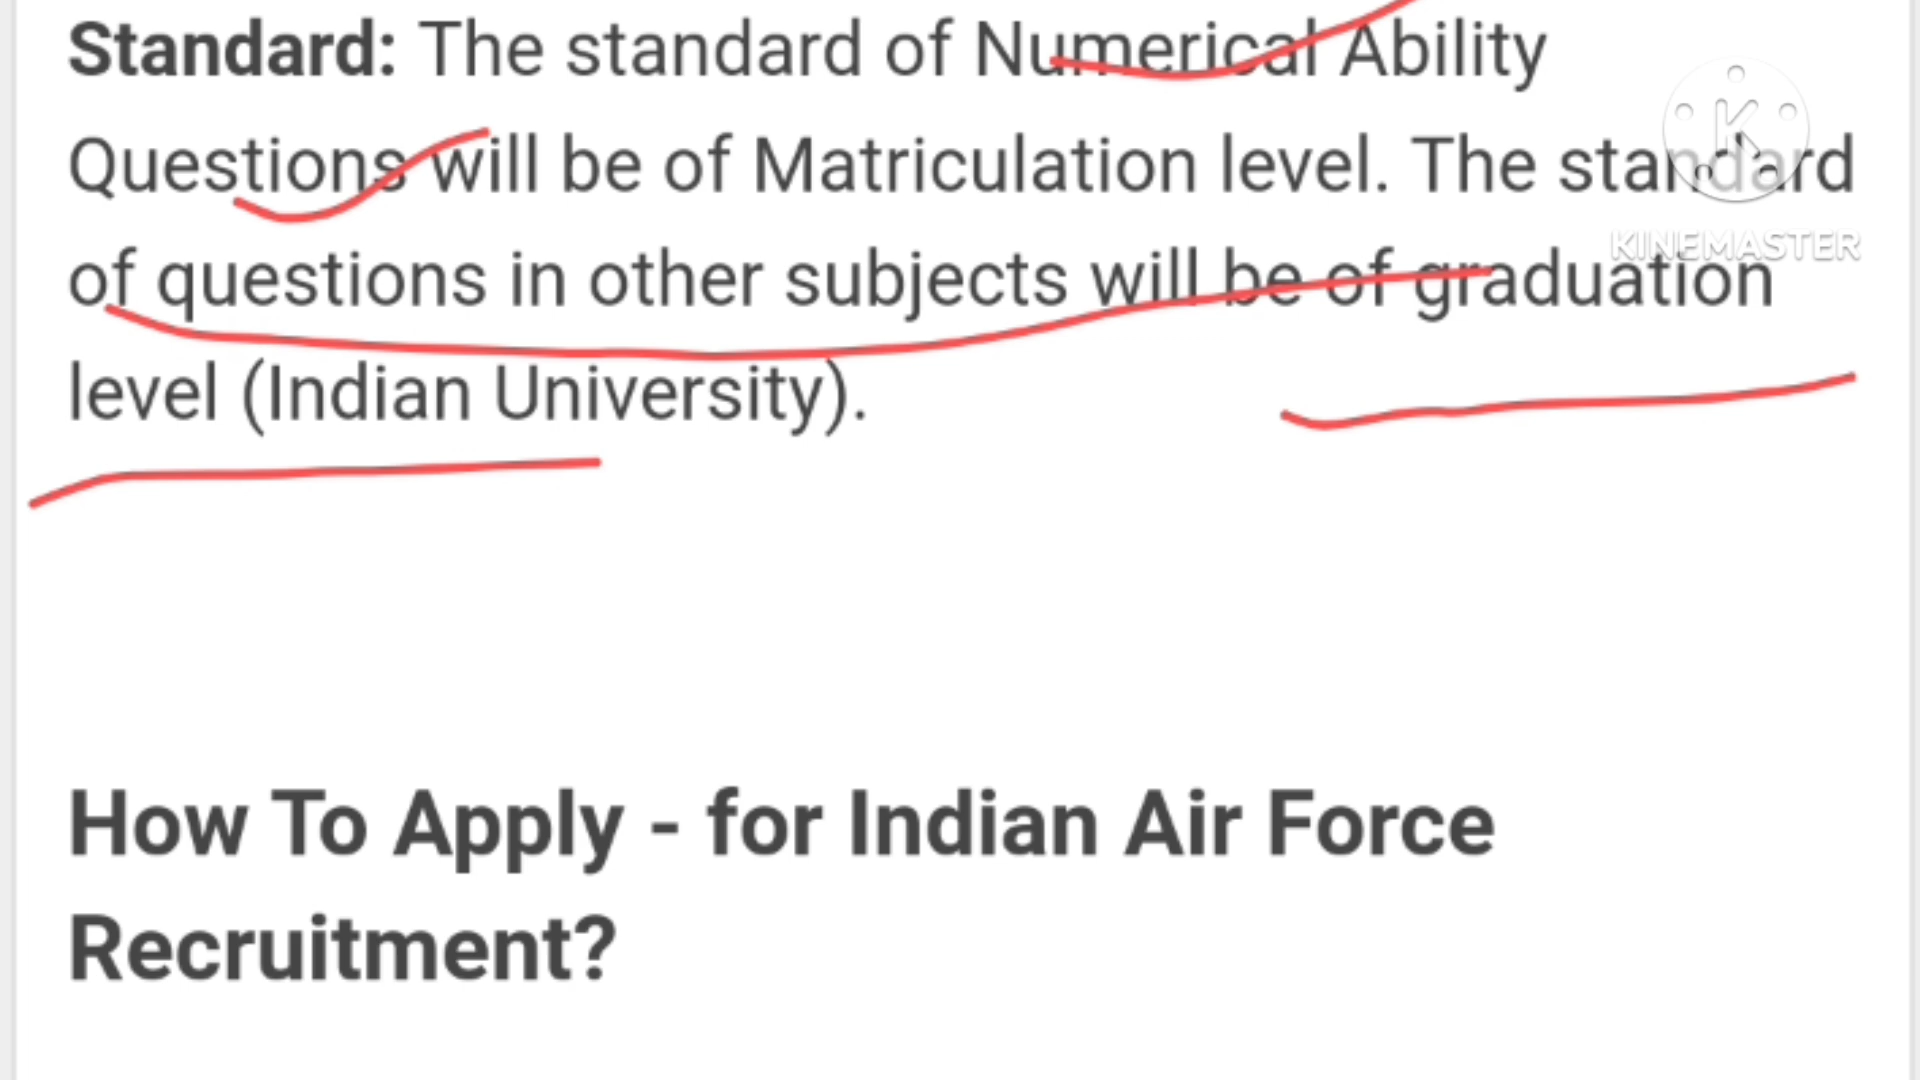 Standard: The standard of Numerical Ability
Questions will be of Matriculation level. The standard
of questions in other subjects will be of graduation
level (Indian University).
K
KINEMASTER
How To Apply - for Indian Air Force
Recruitment?